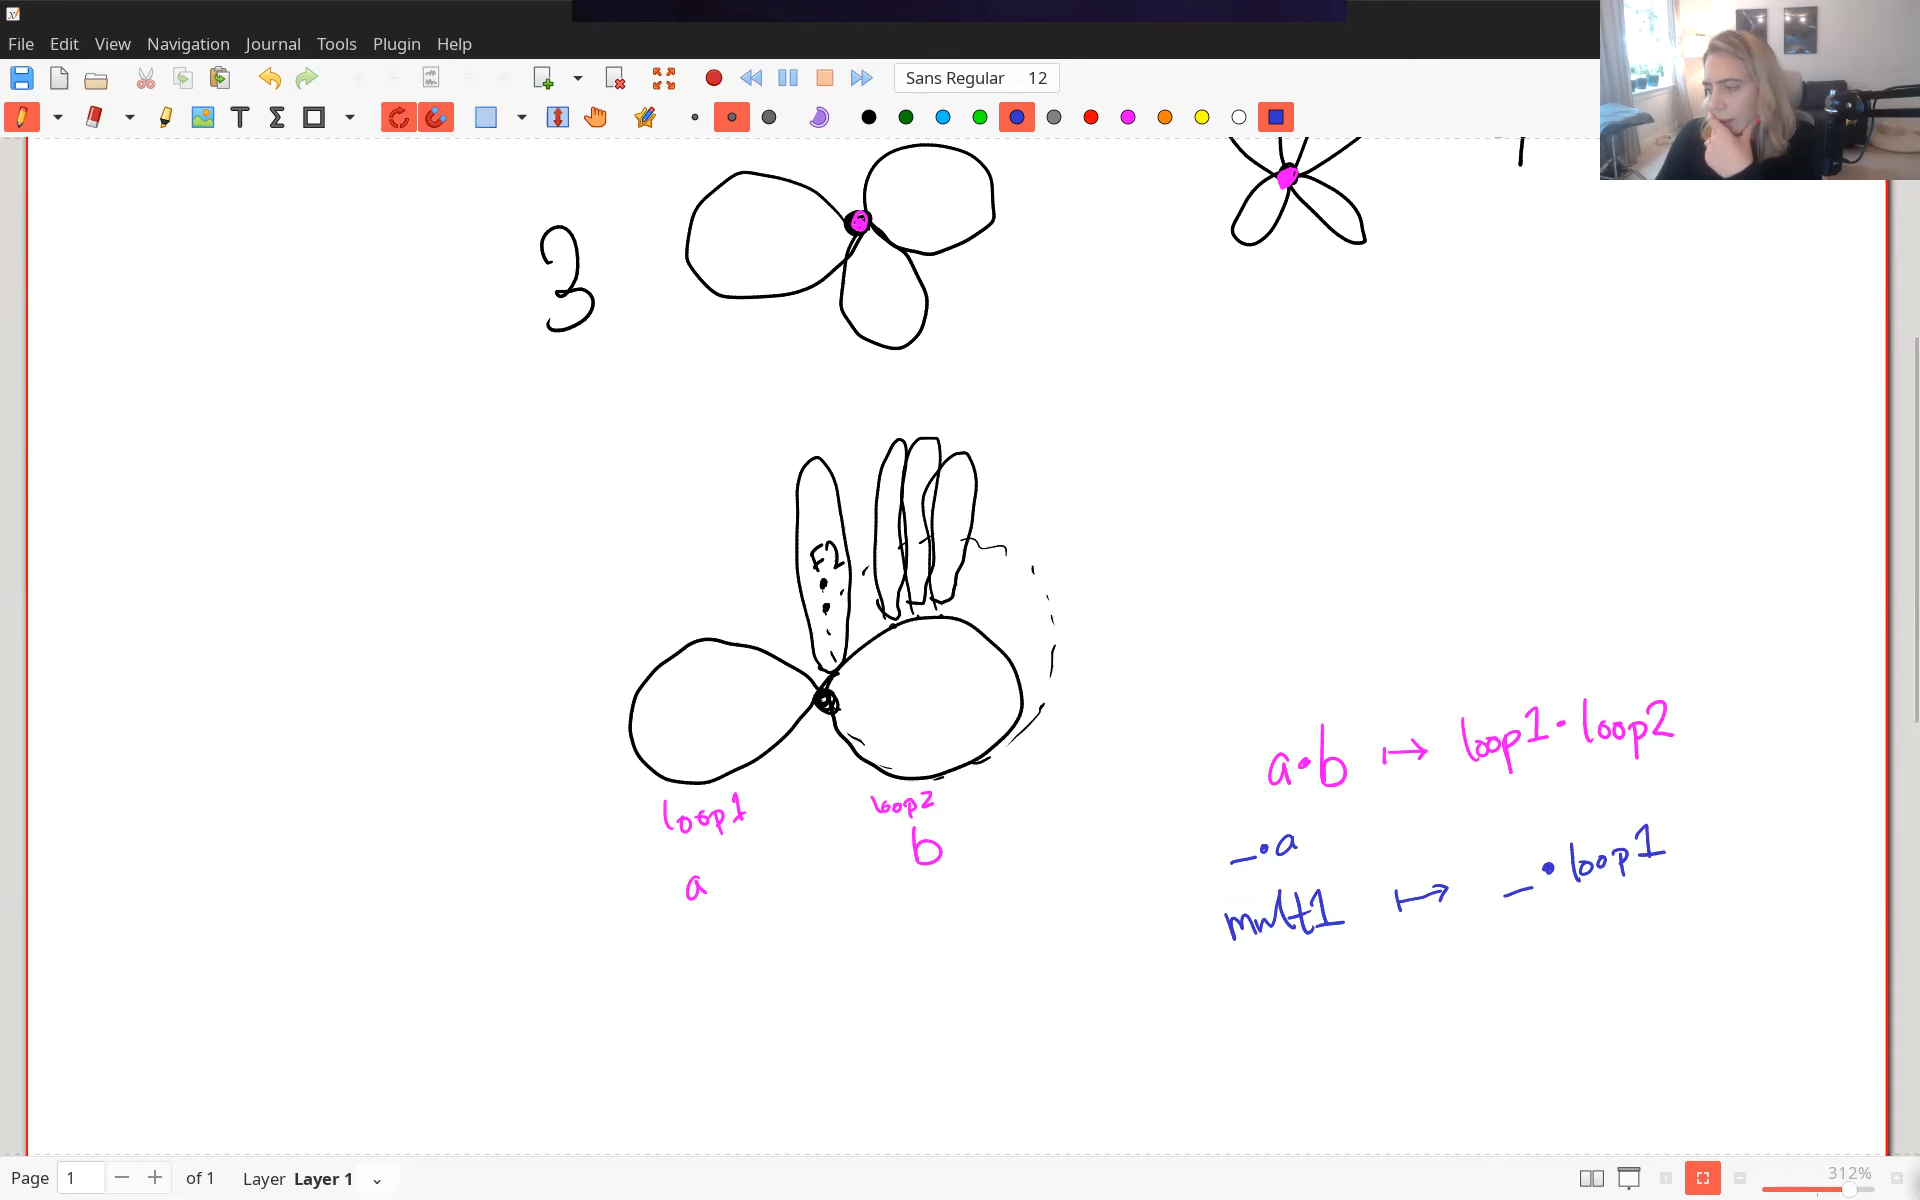 File Edit View Navigation Journal Tools Plugin Help
Sans Regular 12
3
F2
loop1
loop2
a
b
a·b ↦ loop1·loop2
_·a
mult1 ↦ _·loop1
Page 1 of 1 Layer Layer 1 312%